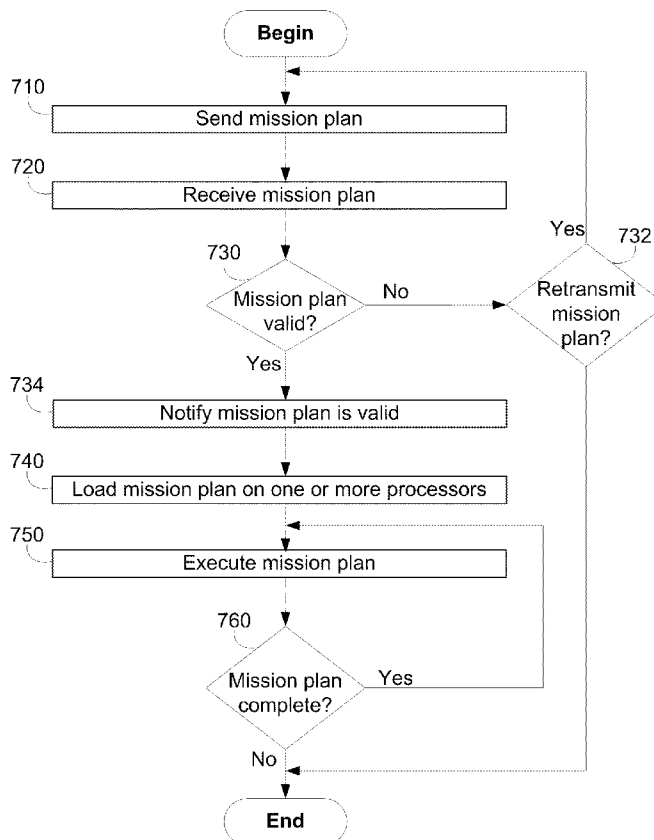 Begin
710
Send mission plan
720
Receive mission plan
Yes
732
730
Mission plan
valid?
No
Retransmit
mission
plan?
Yes
734
Notify mission plan is valid
740
Load mission plan on one or more processors
750
Execute mission plan
760
Mission plan
complete?
Yes
No
End